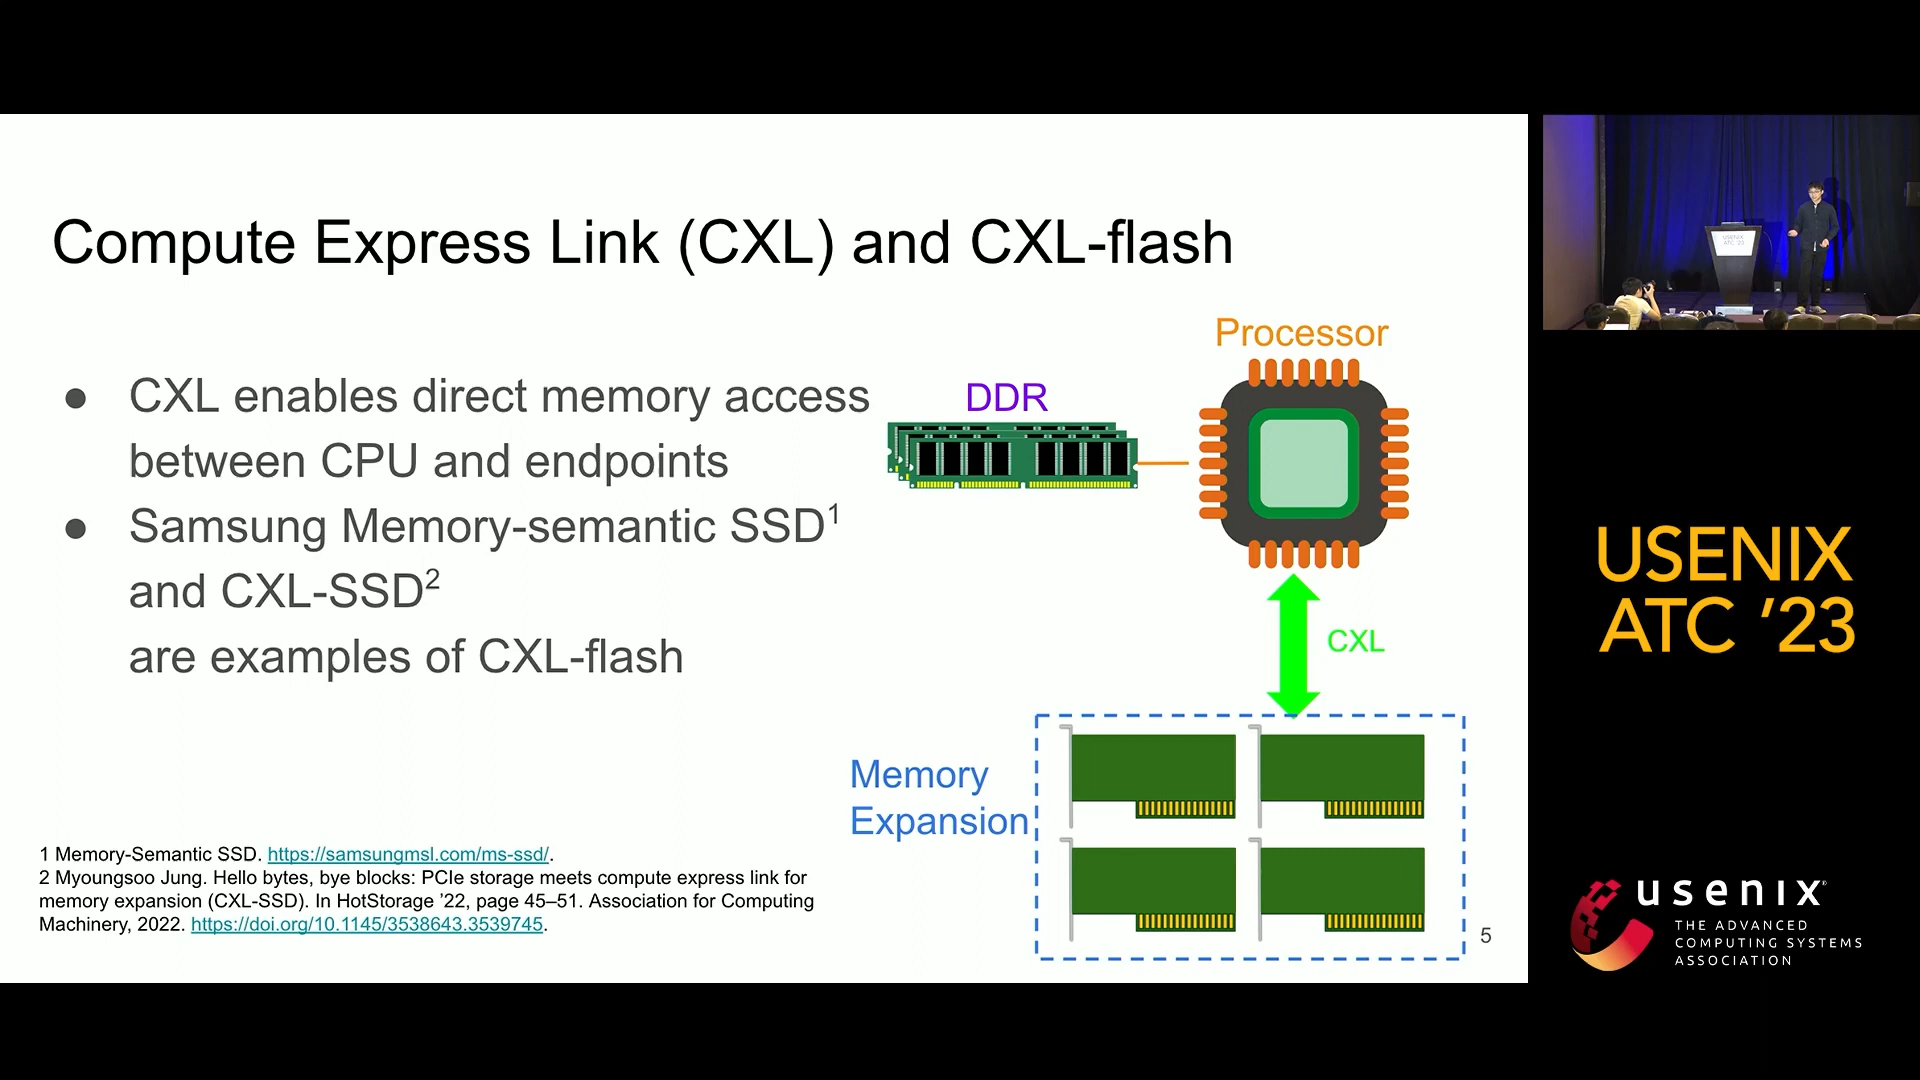 Compute Express Link (CXL) and CXL-flash
● CXL enables direct memory access
between CPU and endpoints
● Samsung Memory-semantic SSD1
and CXL-SSD2
are examples of CXL-flash
Processor
DDR
CXL
Memory
Expansion
1 Memory-Semantic SSD. https://samsungmsl.com/ms-ssd/.
2 Myoungsoo Jung. Hello bytes, bye blocks: PCIe storage meets compute express link for
memory expansion (CXL-SSD). In HotStorage ’22, page 45–51. Association for Computing
Machinery, 2022. https://doi.org/10.1145/3538643.3539745.
5
USENIX
ATC ’23
USENIX
ATC ’23
usenix®
THE ADVANCED
COMPUTING SYSTEMS
ASSOCIATION